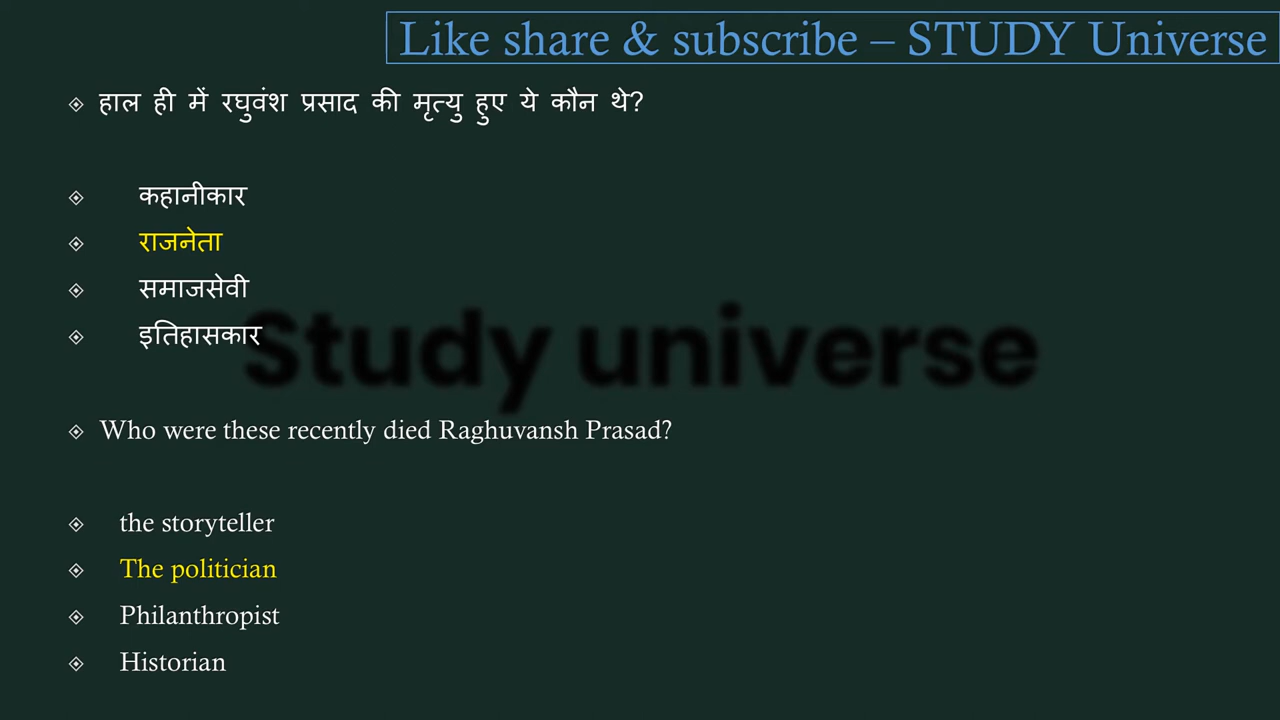 Like share & subscribe – STUDY Universe
हाल ही में रघुवंश प्रसाद की मृत्यु हुए ये कौन थे?
कहानीकार
राजनेता
समाजसेवी
इतिहासकार
Study universe
Who were these recently died Raghuvansh Prasad?
the storyteller
The politician
Philanthropist
Historian